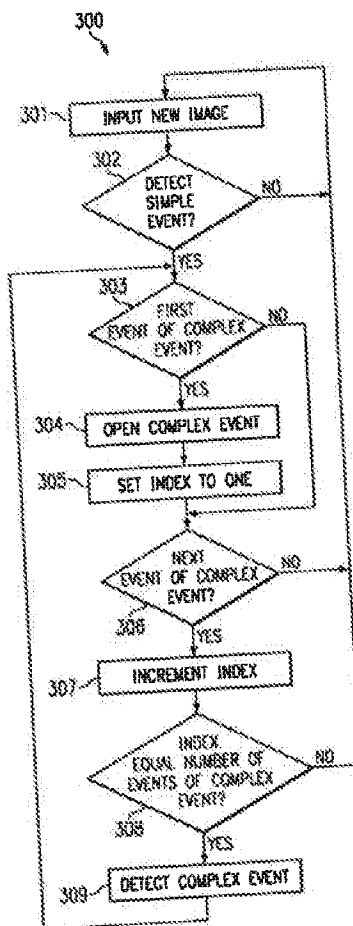 300
301
INPUT NEW IMAGE
302
DETECT
SIMPLE
EVENT?
NO
YES
303
FIRST
EVENT OF COMPLEX
EVENT?
NO
YES
304
OPEN COMPLEX EVENT
305
SET INDEX TO ONE
NEXT
EVENT OF COMPLEX
EVENT?
NO
306
YES
307
INCREMENT INDEX
INDEX
EQUAL NUMBER OF
EVENTS OF COMPLEX
EVENT?
NO
308
YES
309
DETECT COMPLEX EVENT